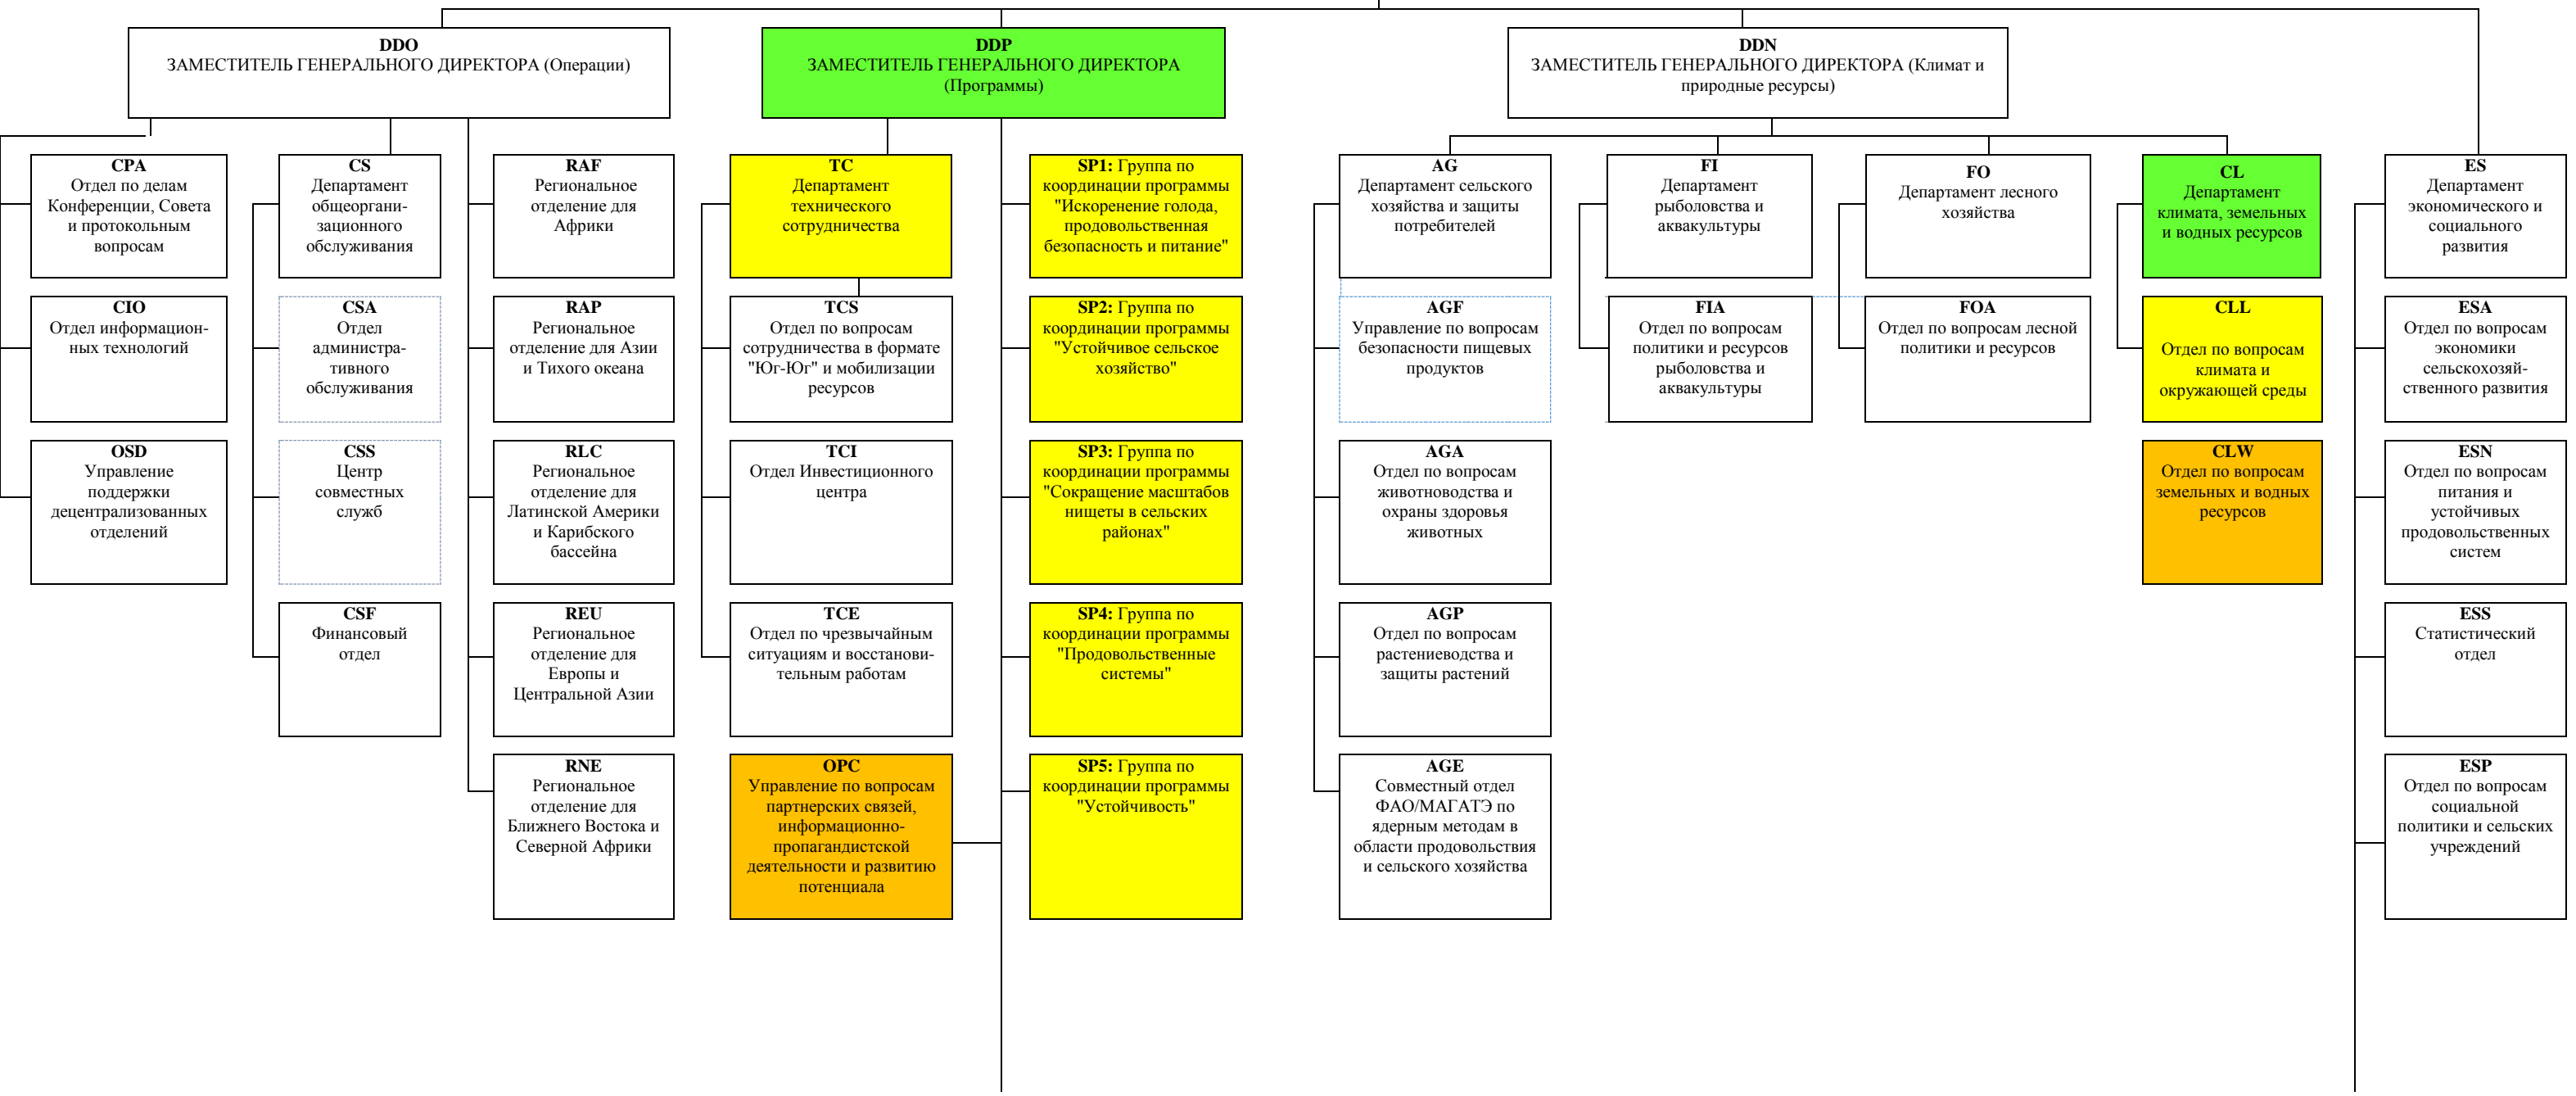 DDO
ЗАМЕСТИТЕЛЬ ГЕНЕРАЛЬНОГО ДИРЕКТОРА (Операции)
DDP
ЗАМЕСТИТЕЛЬ ГЕНЕРАЛЬНОГО ДИРЕКТОРА
(Программы)
DDN
ЗАМЕСТИТЕЛЬ ГЕНЕРАЛЬНОГО ДИРЕКТОРА (Климат и
природные ресурсы)
CPA
Отдел по делам
Конференции, Совета
и протокольным
вопросам
CIO
Отдел информацион-
ных технологий
OSD
Управление
поддержки
децентрализованных
отделений
CS
Департамент
общеоргани-
зационного
обслуживания
CSA
Отдел
администра-
тивного
обслуживания
CSS
Центр
совместных
служб
CSF
Финансовый
отдел
RAF
Региональное
отделение для
Африки
RAP
Региональное
отделение для Азии
и Тихого океана
RLC
Региональное
отделение для
Латинской Америки
и Карибского
бассейна
REU
Региональное
отделение для
Европы и
Центральной Азии
RNE
Региональное
отделение для
Ближнего Востока и
Северной Африки
TC
Департамент
технического
сотрудничества
TCS
Отдел по вопросам
сотрудничества в формате
"Юг-Юг" и мобилизации
ресурсов
TCI
Отдел Инвестиционного
центра
TCE
Отдел по чрезвычайным
ситуациям и восстанови-
тельным работам
OPC
Управление по вопросам
партнерских связей,
информационно-
пропагандистской
деятельности и развитию
потенциала
SP1: Группа по
координации программы
"Искоренение голода,
продовольственная
безопасность и питание"
SP2: Группа по
координации программы
"Устойчивое сельское
хозяйство"
SP3: Группа по
координации программы
"Сокращение масштабов
нищеты в сельских
районах"
SP4: Группа по
координации программы
"Продовольственные
системы"
SP5: Группа по
координации программы
"Устойчивость"
AG
Департамент сельского
хозяйства и защиты
потребителей
AGF
Управление по вопросам
безопасности пищевых
продуктов
AGA
Отдел по вопросам
животноводства и
охраны здоровья
животных
AGP
Отдел по вопросам
растениеводства и
защиты растений
AGE
Совместный отдел
ФАО/МАГАТЭ по
ядерным методам в
области продовольствия
и сельского хозяйства
FI
Департамент
рыболовства и
аквакультуры
FIA
Отдел по вопросам
политики и ресурсов
рыболовства и
аквакультуры
FO
Департамент лесного
хозяйства
FOA
Отдел по вопросам лесной
политики и ресурсов
CL
Департамент
климата, земельных
и водных ресурсов
CLL
Отдел по вопросам
климата и
окружающей среды
CLW
Отдел по вопросам
земельных и водных
ресурсов
ES
Департамент
экономического и
социального
развития
ESA
Отдел по вопросам
экономики
сельскохозяй-
ственного развития
ESN
Отдел по вопросам
питания и
устойчивых
продовольственных
систем
ESS
Статистический
отдел
ESP
Отдел по вопросам
социальной
политики и сельских
учреждений